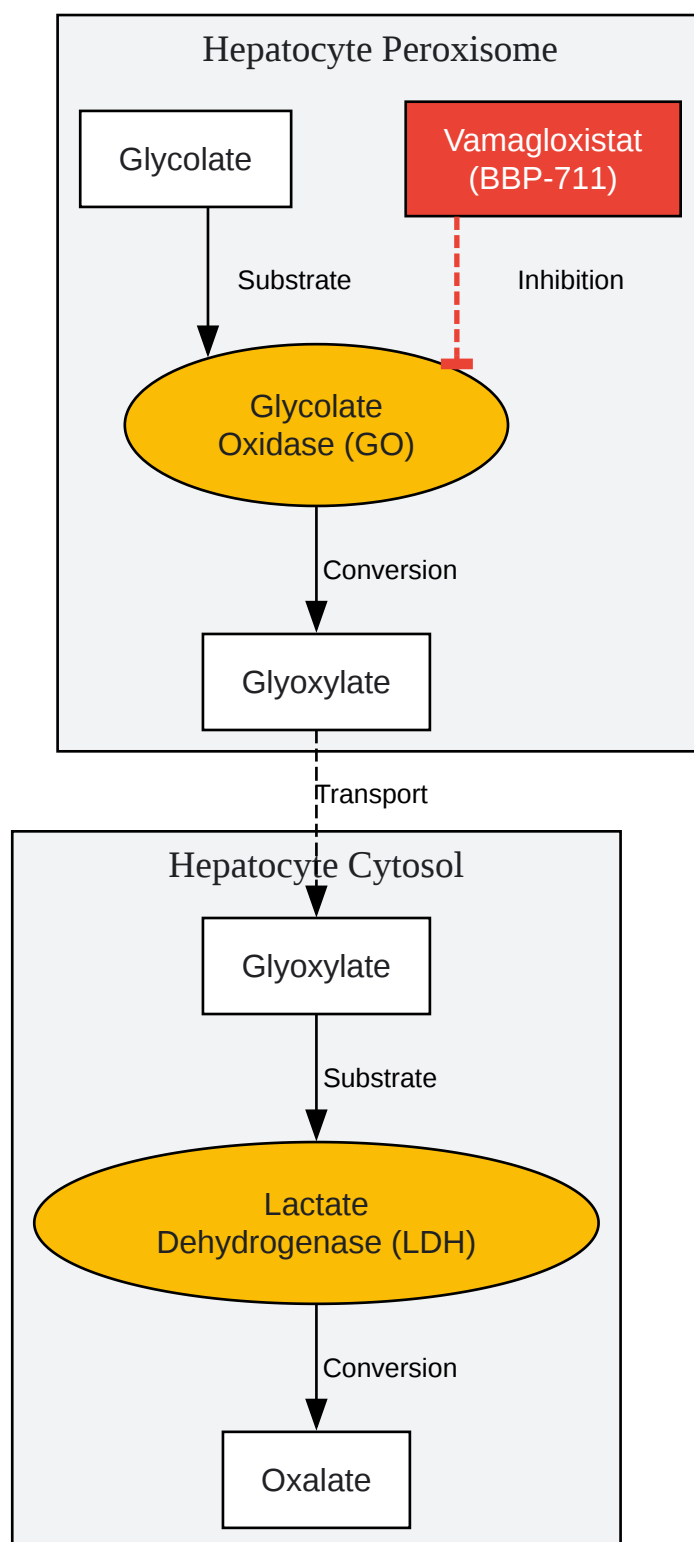 Hepatocyte Peroxisome
Glycolate
Vamagloxistat
(BBP-711)
Substrate
Inhibition
Glycolate
Oxidase (GO)
Conversion
Glyoxylate
Transport
Hepatocyte Cytosol
Glyoxylate
Substrate
Lactate
Dehydrogenase (LDH)
Conversion
Oxalate